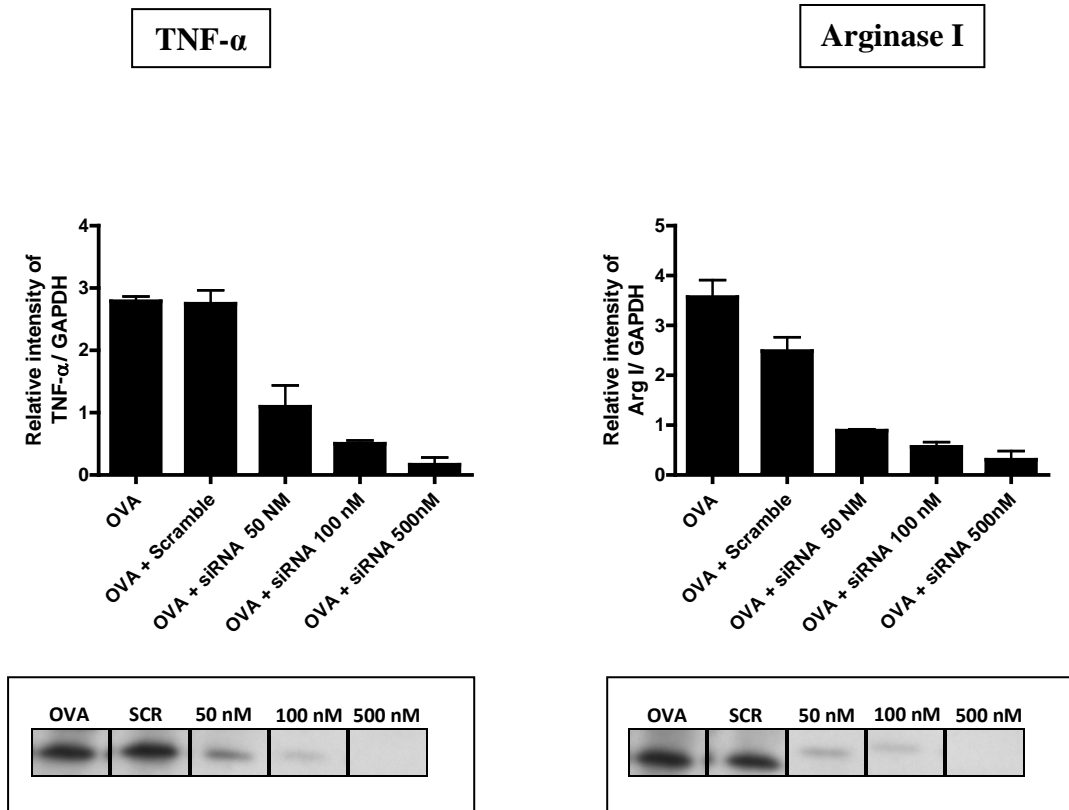 TNF-α
Arginase I
Relative intensity of
TNF-α/ GAPDH
4
3
2
1
0
OVA
OVA + Scramble
OVA + siRNA 50 NM
OVA + siRNA 100 nM
OVA + siRNA 500nM
Relative intensity of
Arg I/ GAPDH
5
4
3
2
1
0
OVA
OVA + Scramble
OVA + siRNA 50 nM
OVA + siRNA 100 nM
OVA + siRNA 500nM
OVA SCR 50 nM 100 nM 500 nM
OVA SCR 50 nM 100 nM 500 nM